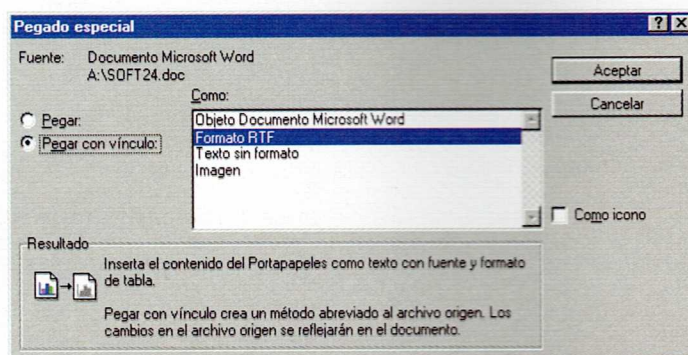 Pegado especial
Fuente: Documento Microsoft Word
A:\SOFT24.doc
Aceptar
Como:
Cancelar
Pegar:
Objeto Documento Microsoft Word
Pegar con vínculo:
Formato RTF
Texto sin formato
Imagen
Como icono
Resultado
Inserta el contenido del Portapapeles como texto con fuente y formato
de tabla.
Pegar con vínculo crea un método abreviado al archivo origen. Los
cambios en el archivo origen se reflejarán en el documento.